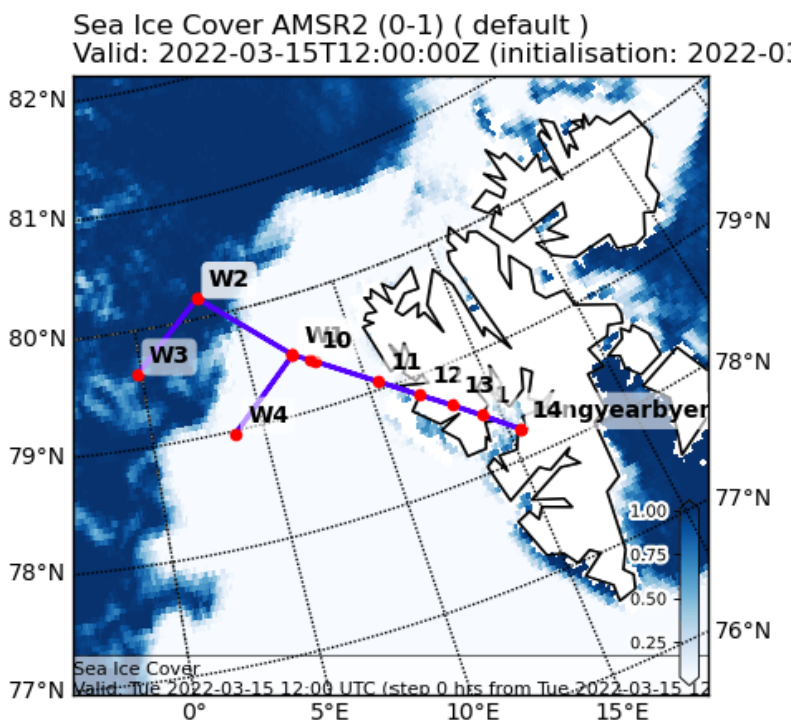 Sea Ice Cover AMSR2 (0-1) ( default )
Valid: 2022-03-15T12:00:00Z (initialisation: 2022-03
82°N
81°N
80°N
79°N
78°N
77°N
79°N
78°N
77°N
76°N
W2
W3
W4
10
11
12
13
1
14ngyearbyer
1.00
0.75
0.50
0.25
Sea Ice Cover
Valid: Tue 2022-03-15 12:00 UTC (step 0 hrs from Tue 2022-03-15 12
0°
5°E
10°E
15°E